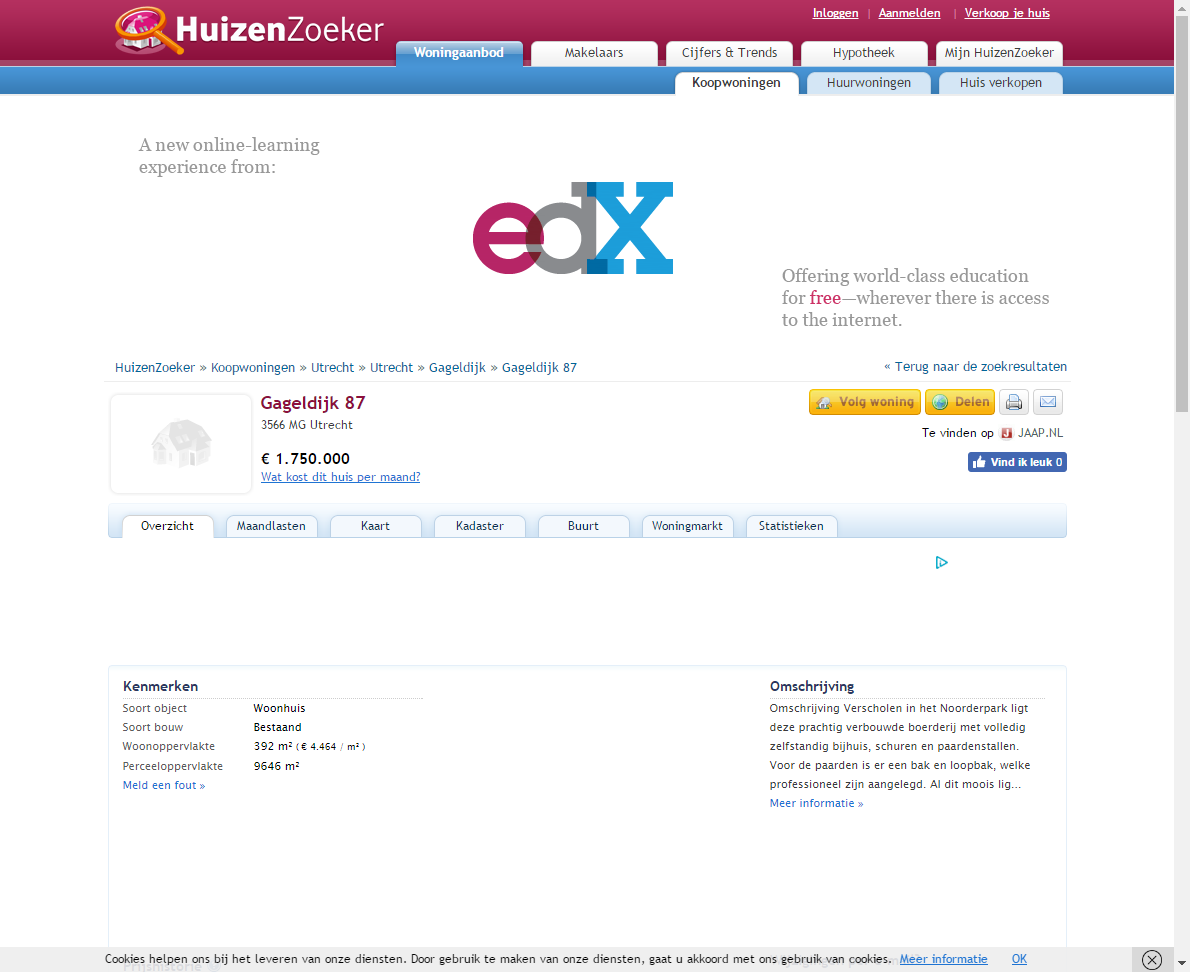 Inloggen | Aanmelden | Verkoop je huis
HuizenZoeker
Woningaanbod Makelaars Cijfers & Trends Hypotheek Mijn HuizenZoeker
Koopwoningen Huurwoningen Huis verkopen
A new online-learning
experience from:
edX
Offering world-class education
for free—wherever there is access
to the internet.
HuizenZoeker » Koopwoningen » Utrecht » Utrecht » Gageldijk » Gageldijk 87
« Terug naar de zoekresultaten
Gageldijk 87
3566 MG Utrecht
€ 1.750.000
Wat kost dit huis per maand?
Volg woning Delen
Te vinden op JAAP.NL
Vind ik leuk 0
Overzicht Maandlasten Kaart Kadaster Buurt Woningmarkt Statistieken
Kenmerken
Soort object Woonhuis
Soort bouw Bestaand
Woonoppervlakte 392 m² ( € 4.464 / m² )
Perceeloppervlakte 9646 m²
Meld een fout »
Omschrijving
Omschrijving Verscholen in het Noorderpark ligt
deze prachtig verbouwde boerderij met volledig
zelfstandig bijhuis, schuren en paardenstallen.
Voor de paarden is er een bak en loopbak, welke
professioneel zijn aangelegd. Al dit moois lig...
Meer informatie »
Cookies helpen ons bij het leveren van onze diensten. Door gebruik te maken van onze diensten, gaat u akkoord met ons gebruik van cookies. Meer informatie OK
Prijshistorie